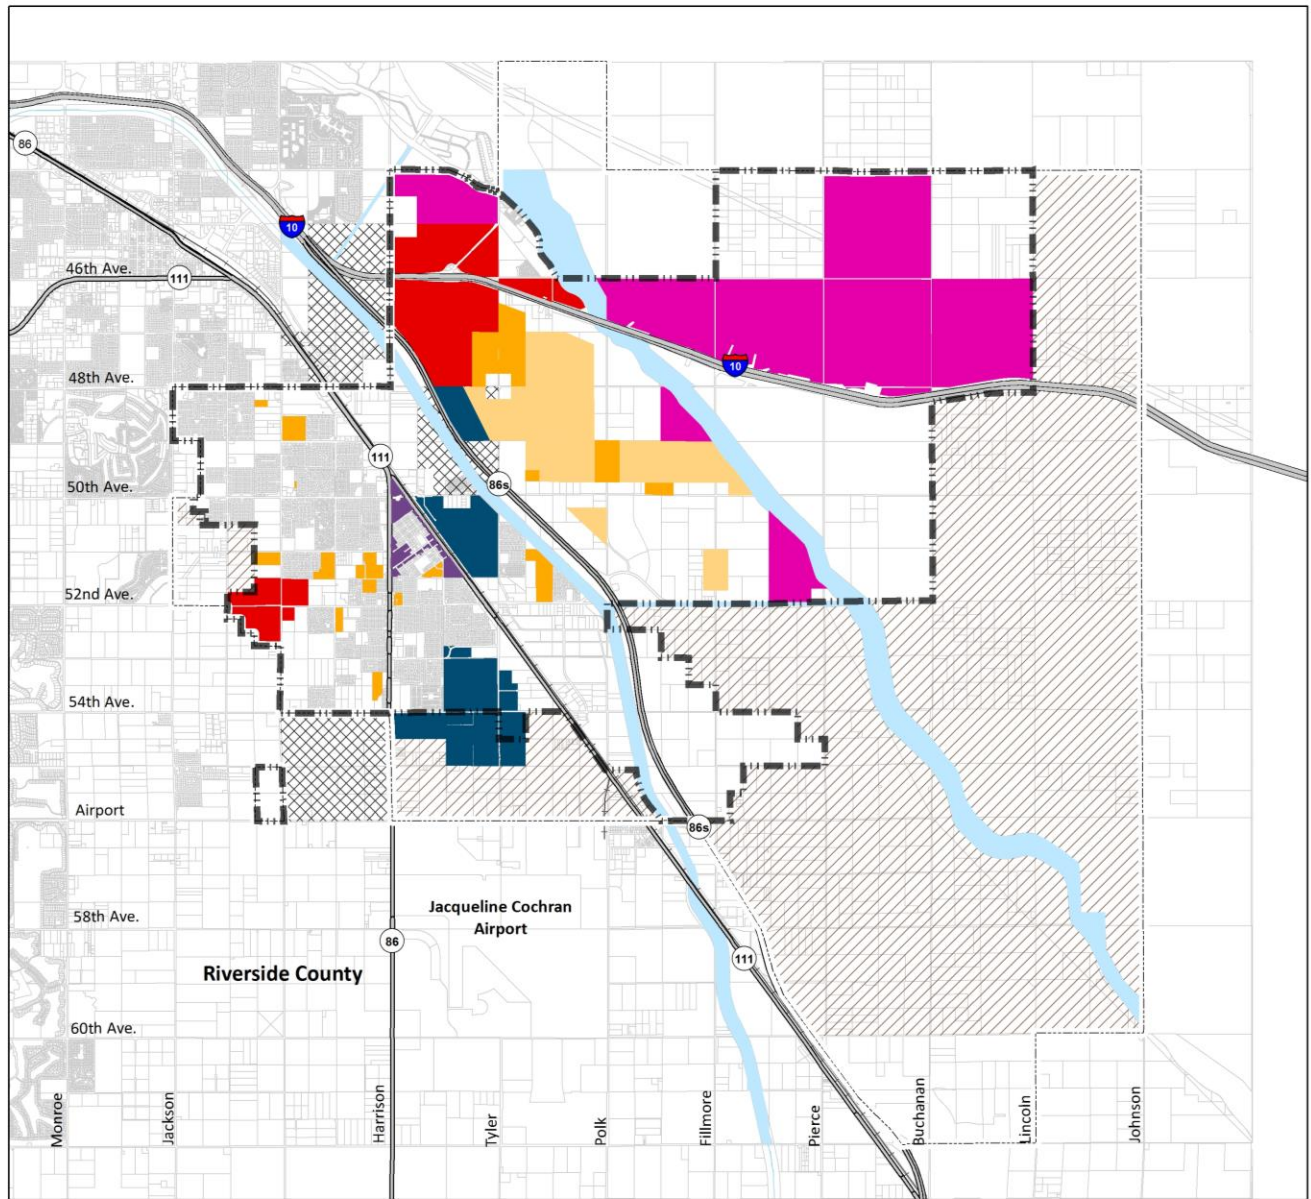 86
10
46th Ave.
111
48th Ave.
10
111
50th Ave.
86s
52nd Ave.
54th Ave.
Airport
86s
Jacqueline Cochran
Airport
58th Ave.
86
111
Riverside County
60th Ave.
Monroe
Jackson
Harrison
Tyler
Polk
Fillmore
Pierce
Buchanan
Lincoln
Johnson